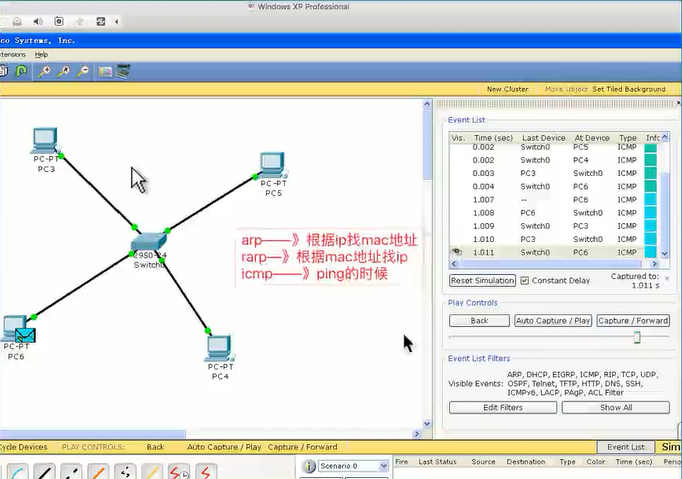 Windows XP Professional
co Systems, Inc.
xtensions Help
New Cluster Move Object Set Tiled Background
Event List
Vis. Time (sec) Last Device At Device Type Info
0.002 Switch0 PC5 ICMP
0.002 Switch0 PC4 ICMP
0.003 PC3 Switch0 ICMP
0.004 Switch0 PC6 ICMP
1.007 -- PC6 ICMP
1.008 PC6 Switch0 ICMP
1.009 Switch0 PC3 ICMP
1.010 PC3 Switch0 ICMP
1.011 Switch0 PC6 ICMP
Reset Simulation Constant Delay Captured to:
1.011 s
Play Controls
Back Auto Capture / Play Capture / Forward
Event List Filters
Visible Events: ARP, DHCP, EIGRP, ICMP, RIP, TCP, UDP,
OSPF, Telnet, TFTP, HTTP, DNS, SSH,
ICMPv6, LACP, PAgP, ACL Filter
Edit Filters Show All
PC-PT
PC3
PC-PT
PC5
2950-24
Switch0
PC-PT
PC6
PC-PT
PC4
arp——》根据ip找mac地址
rarp—》根据mac地址找ip
icmp——》ping的时候
ycle Devices PLAY CONTROLS: Back Auto Capture / Play Capture / Forward Event List Sim
Scenario 0 Fire Last Status Source Destination Type Color Time (sec) Perio